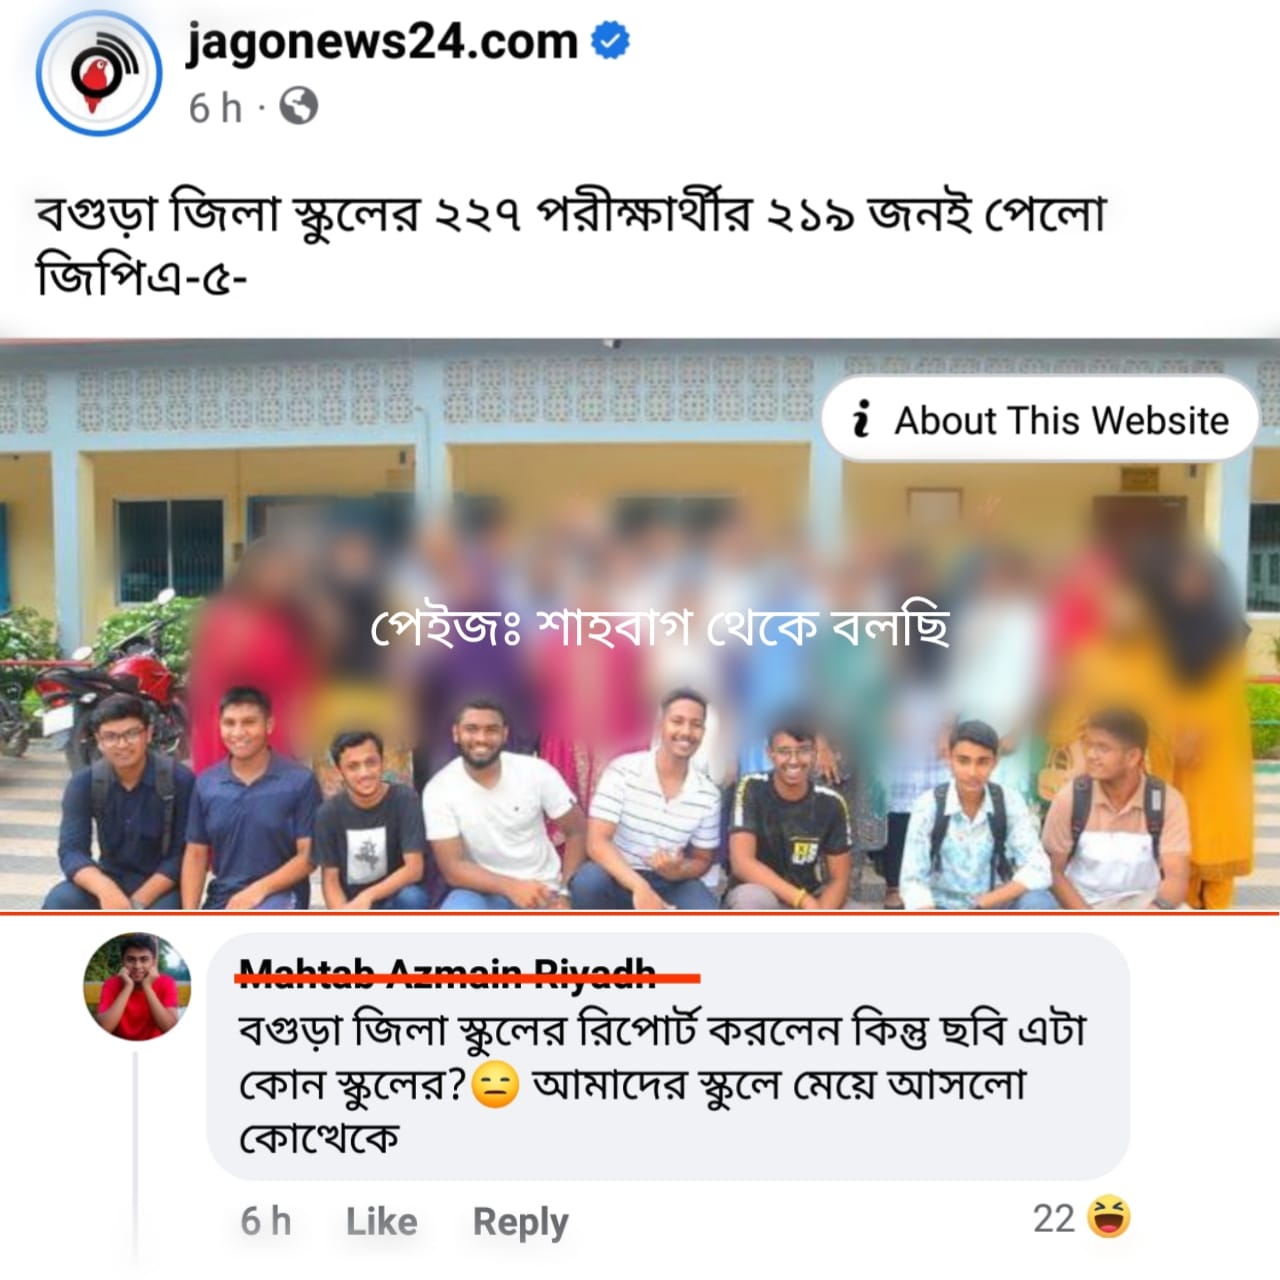 jagonews24.com
6 h ·
বগুড়া জিলা স্কুলের ২২৭ পরীক্ষার্থীর ২১৯ জনই পেলো
জিপিএ-৫-
i About This Website
পেইজঃ শাহবাগ থেকে বলছি
Mahtab Azmain Riyadh
বগুড়া জিলা স্কুলের রিপোর্ট করলেন কিন্তু ছবি এটা
কোন স্কুলের?😑 আমাদের স্কুলে মেয়ে আসলো
কোত্থেকে
6 h Like Reply 22 😆